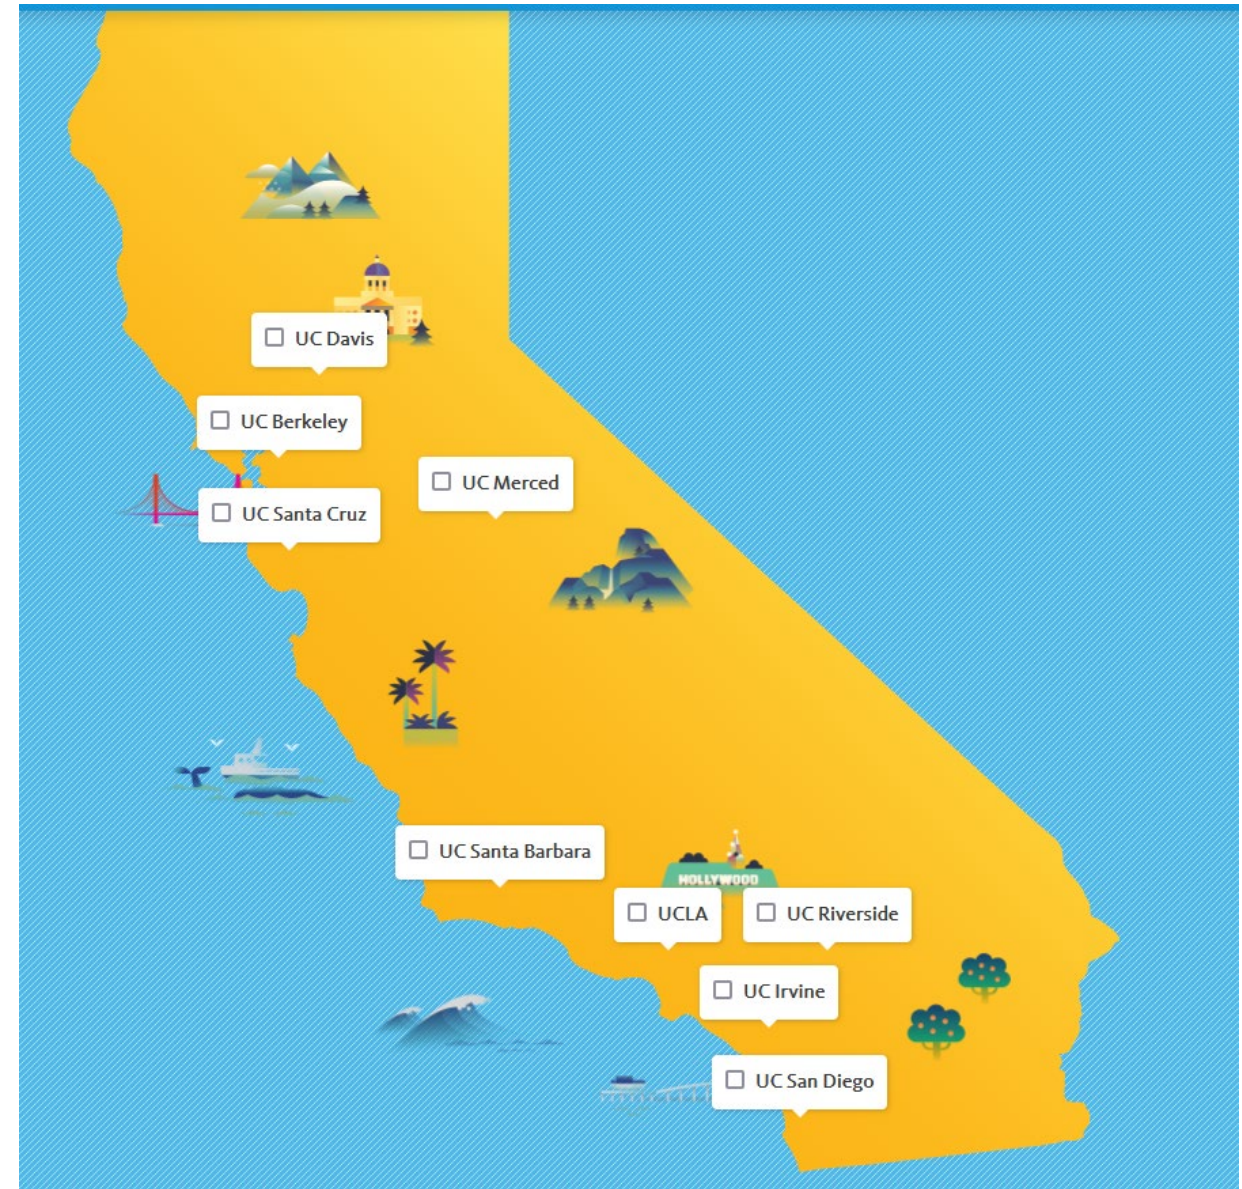 UC Davis
UC Berkeley
UC Merced
UC Santa Cruz
UC Santa Barbara
HOLLYWOOD
UCLA
UC Riverside
UC Irvine
UC San Diego